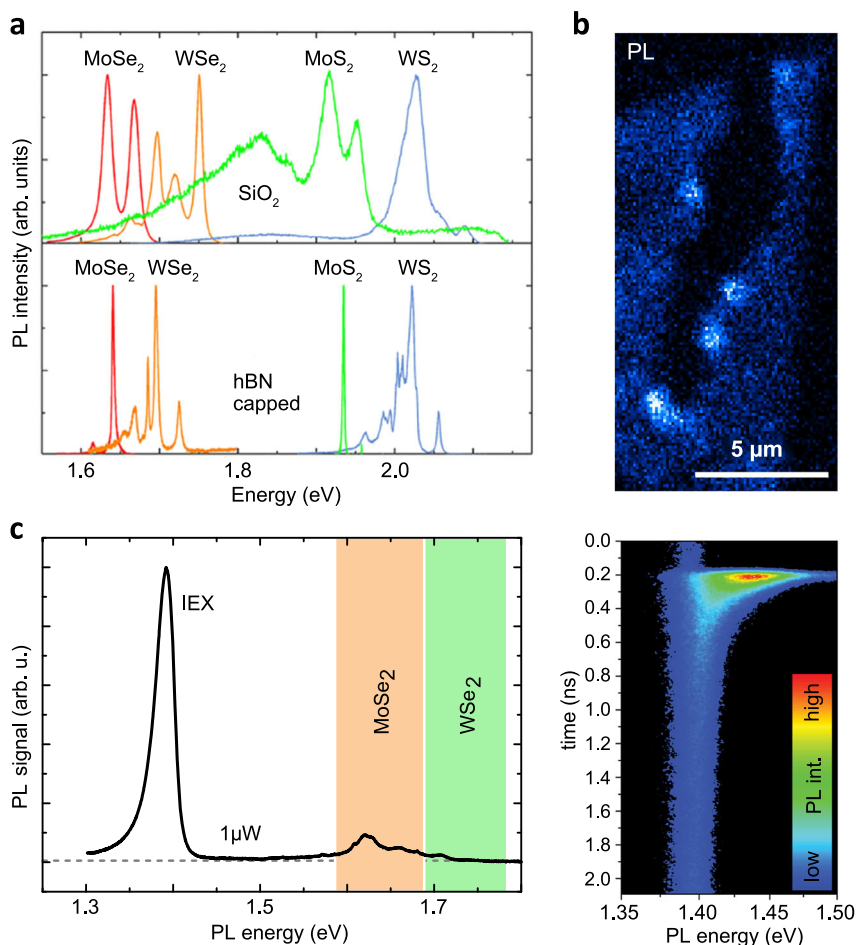 a
MoSe2 WSe2 MoS2 WS2
SiO2
MoSe2 WSe2 MoS2 WS2
hBN
capped
PL intensity (arb. units)
1.6 1.8 2.0
Energy (eV)
b
PL
5 µm
c
IEX
MoSe2
WSe2
1µW
PL signal (arb. u.)
1.3 1.5 1.7
PL energy (eV)
0.0
0.2
0.4
0.6
0.8
1.0
1.2
1.4
1.6
1.8
2.0
time (ns)
high
PL int.
low
1.35 1.40 1.45 1.50
PL energy (eV)